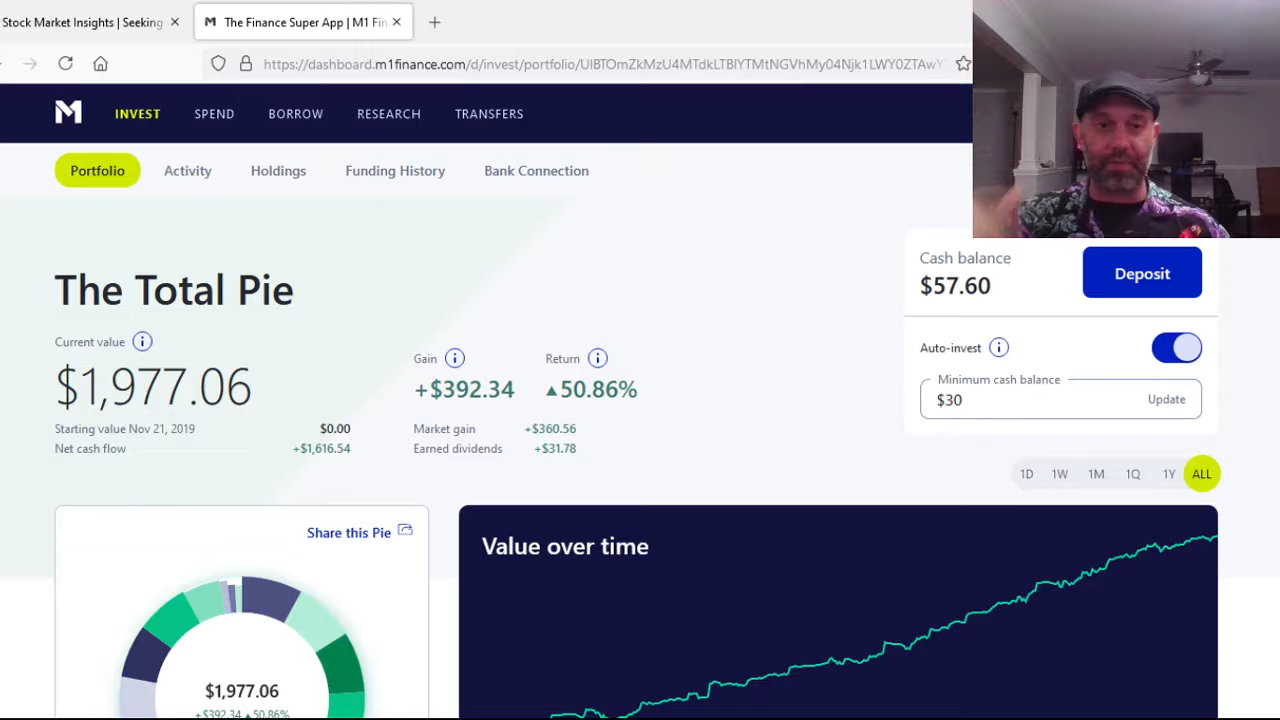 Stock Market Insights | Seeking
The Finance Super App | M1 Fin
https://dashboard.m1finance.com/d/invest/portfolio/
INVEST SPEND BORROW RESEARCH TRANSFERS
Portfolio Activity Holdings Funding History Bank Connection
The Total Pie
Current value
$1,977.06
Starting value Nov 21, 2019 $0.00
Net cash flow +$1,616.54
Gain Return
+$392.34 50.86%
Market gain +$360.56
Earned dividends +$31.78
Cash balance
$57.60
Deposit
Auto-invest
Minimum cash balance
$30 Update
1D 1W 1M 1Q 1Y ALL
Share this Pie
$1,977.06
+$392.34 50.86%
Value over time